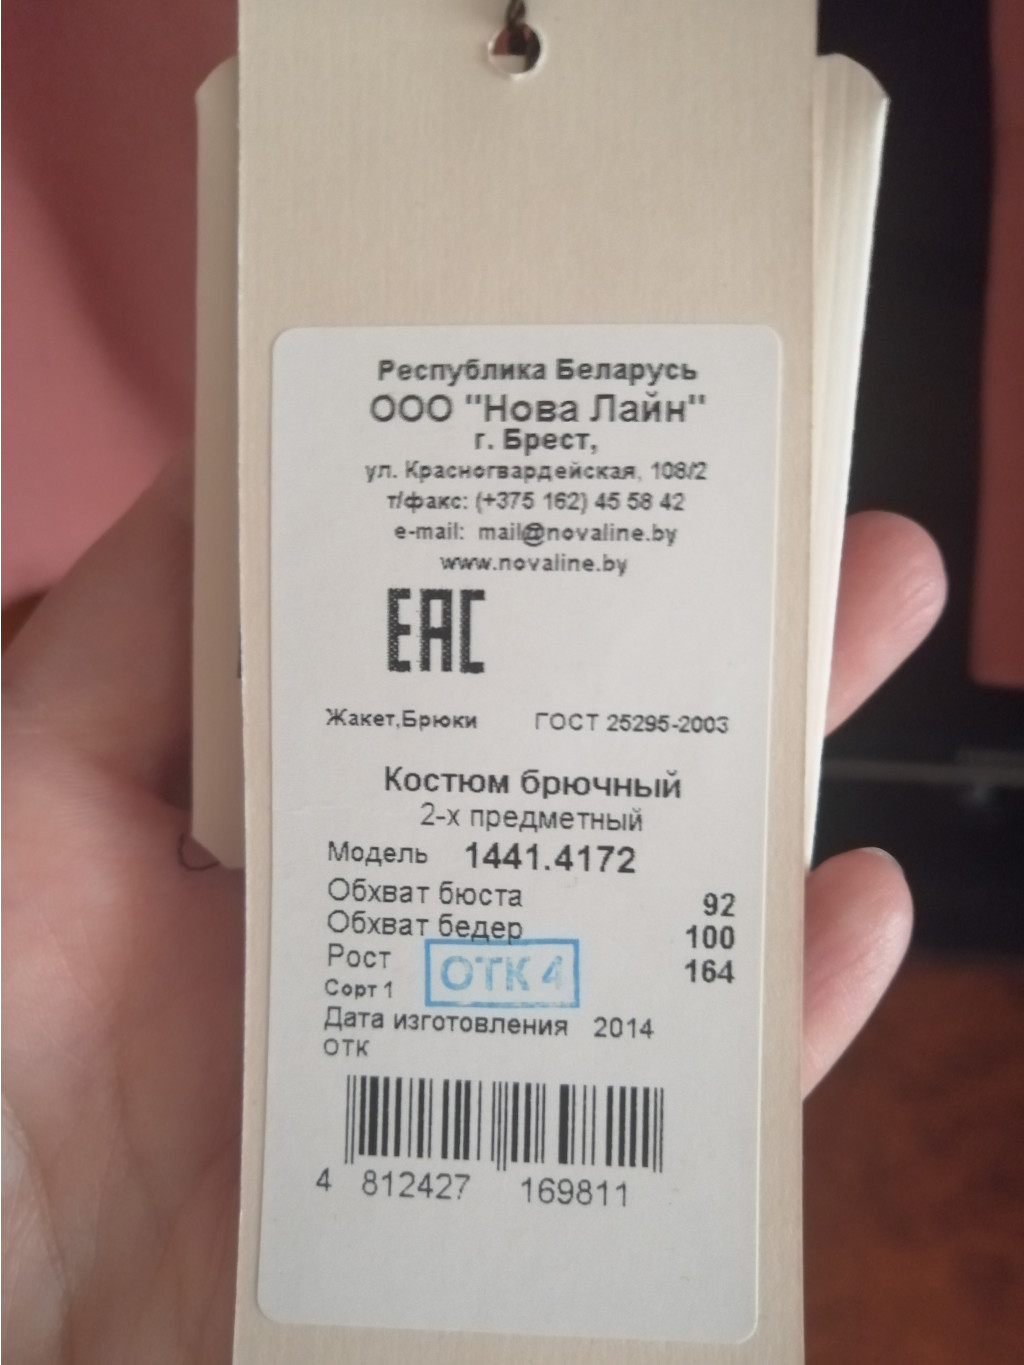 Республика Беларусь
ООО "Нова Лайн"
г. Брест,
ул. Красногвардейская, 108/2
т/факс: (+375 162) 45 58 42
e-mail: mail@novaline.by
www.novaline.by
EAC
Жакет,Брюки ГОСТ 25295-2003
Костюм брючный
2-х предметный
Модель 1441.4172
Обхват бюста 92
Обхват бедер 100
Рост 164
ОТК 4
Сорт 1
Дата изготовления 2014
ОТК
4 812427 169811